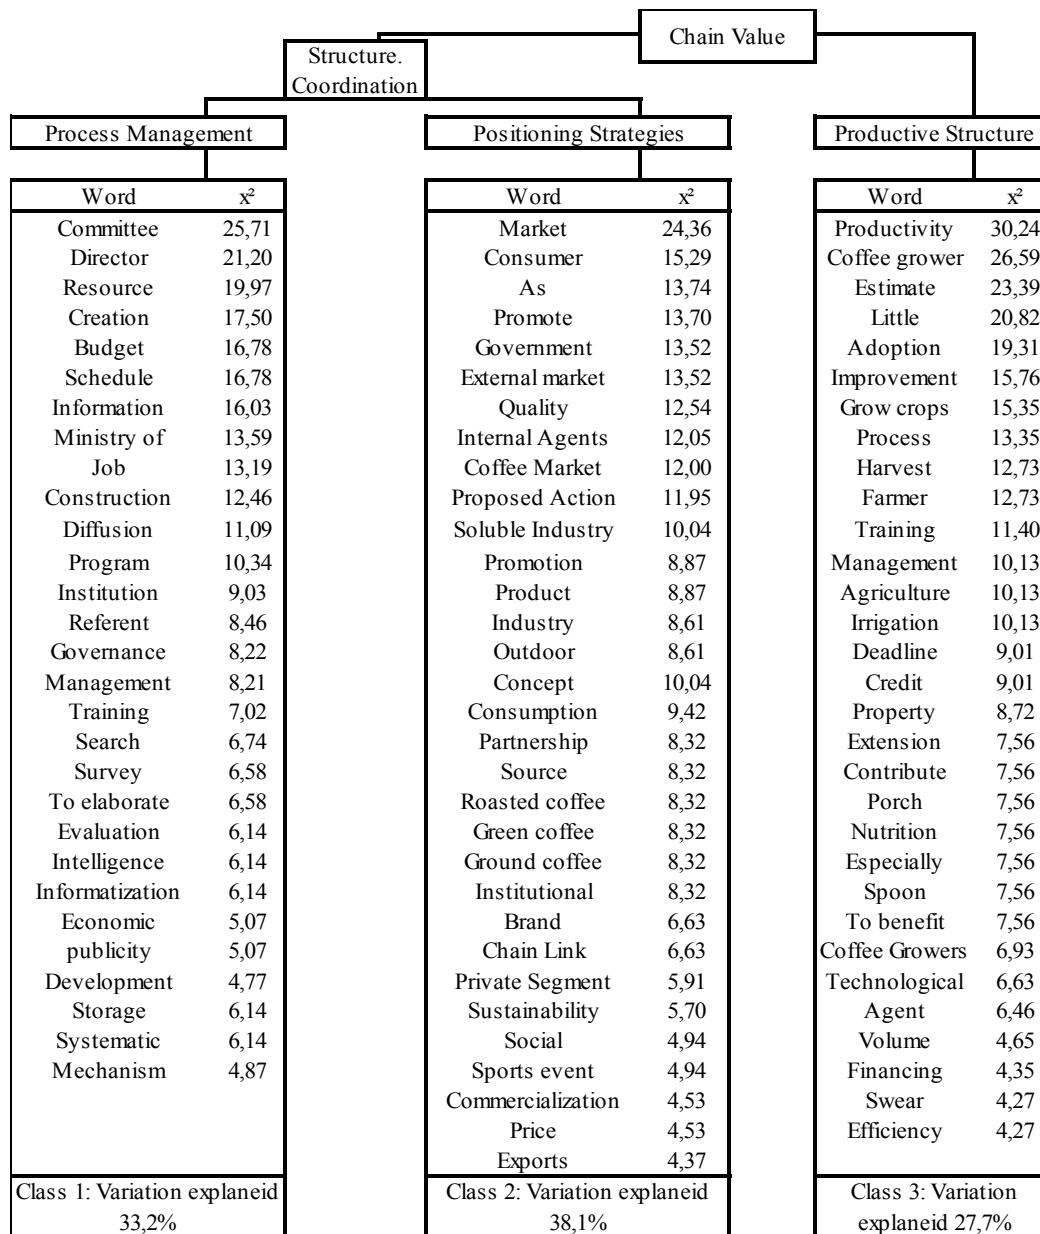 Chain Value
Structure.
Coordination
Process Management
Word x²
Committee 25,71
Director 21,20
Resource 19,97
Creation 17,50
Budget 16,78
Schedule 16,78
Information 16,03
Ministry of 13,59
Job 13,19
Construction 12,46
Diffusion 11,09
Program 10,34
Institution 9,03
Referent 8,46
Governance 8,22
Management 8,21
Training 7,02
Search 6,74
Survey 6,58
To elaborate 6,58
Evaluation 6,14
Intelligence 6,14
Informatization 6,14
Economic 5,07
publicity 5,07
Development 4,77
Storage 6,14
Systematic 6,14
Mechanism 4,87
Class 1: Variation explaneid
33,2%
Positioning Strategies
Word x²
Market 24,36
Consumer 15,29
As 13,74
Promote 13,70
Government 13,52
External market 13,52
Quality 12,54
Internal Agents 12,05
Coffee Market 12,00
Proposed Action 11,95
Soluble Industry 10,04
Promotion 8,87
Product 8,87
Industry 8,61
Outdoor 8,61
Concept 10,04
Consumption 9,42
Partnership 8,32
Source 8,32
Roasted coffee 8,32
Green coffee 8,32
Ground coffee 8,32
Institutional 8,32
Brand 6,63
Chain Link 6,63
Private Segment 5,91
Sustainability 5,70
Social 4,94
Sports event 4,94
Commercialization 4,53
Price 4,53
Exports 4,37
Class 2: Variation explaneid
38,1%
Productive Structure
Word x²
Productivity 30,24
Coffee grower 26,59
Estimate 23,39
Little 20,82
Adoption 19,31
Improvement 15,76
Grow crops 15,35
Process 13,35
Harvest 12,73
Farmer 12,73
Training 11,40
Management 10,13
Agriculture 10,13
Irrigation 10,13
Deadline 9,01
Credit 9,01
Property 8,72
Extension 7,56
Contribute 7,56
Porch 7,56
Nutrition 7,56
Especially 7,56
Spoon 7,56
To benefit 7,56
Coffee Growers 6,93
Technological 6,63
Agent 6,46
Volume 4,65
Financing 4,35
Swear 4,27
Efficiency 4,27
Class 3: Variation
explaneid 27,7%